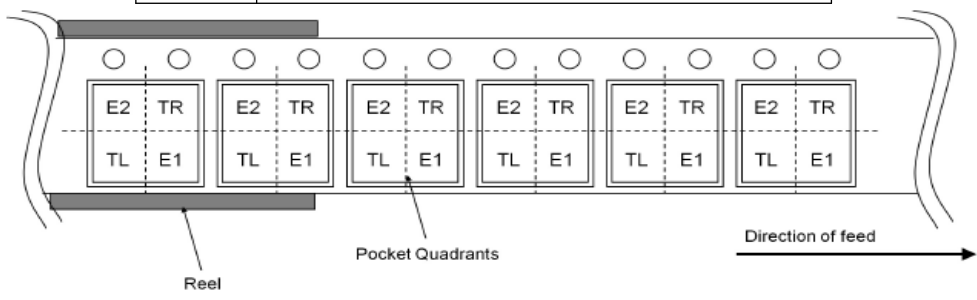 E2 TR E2 TR E2 TR E2 TR E2 TR E2 TR
TL E1 TL E1 TL E1 TL E1 TL E1 TL E1
Direction of feed
Pocket Quadrants
Reel